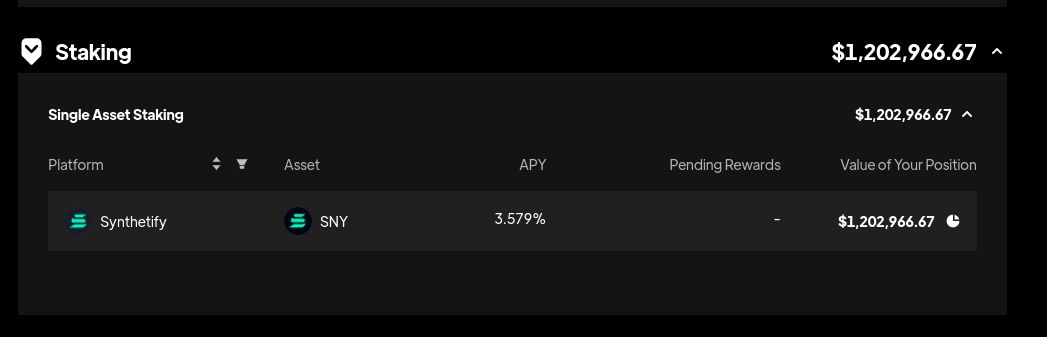 Staking $1,202,966.67
Single Asset Staking $1,202,966.67
Platform Asset APY Pending Rewards Value of Your Position
Synthetify SNY 3.579% - $1,202,966.67